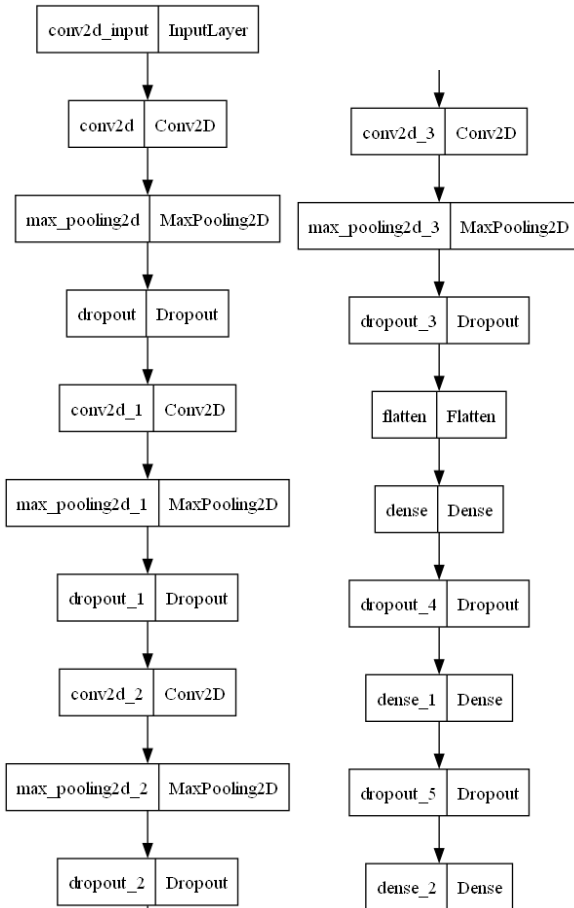 conv2d_input InputLayer
conv2d Conv2D
max_pooling2d MaxPooling2D
dropout Dropout
conv2d_1 Conv2D
max_pooling2d_1 MaxPooling2D
dropout_1 Dropout
conv2d_2 Conv2D
max_pooling2d_2 MaxPooling2D
dropout_2 Dropout
conv2d_3 Conv2D
max_pooling2d_3 MaxPooling2D
dropout_3 Dropout
flatten Flatten
dense Dense
dropout_4 Dropout
dense_1 Dense
dropout_5 Dropout
dense_2 Dense